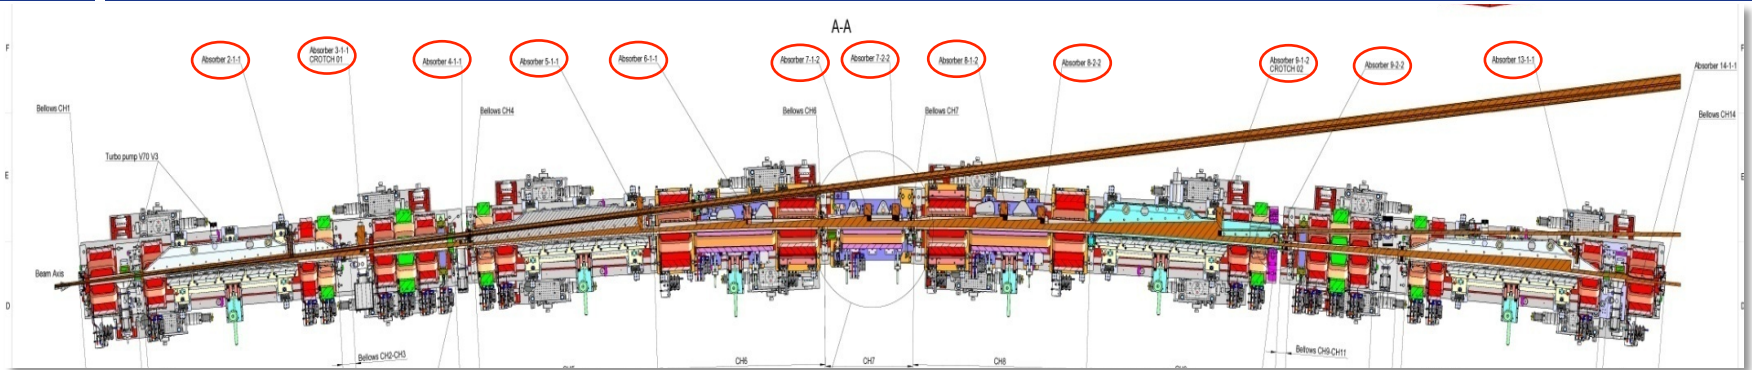 A-A
F
Absorber 2-1-1
Absorber 3-1-1
CROTCH 01
Absorber 4-1-1
Absorber 5-1-1
Absorber 6-1-1
Absorber 7-1-2
Absorber 7-2-2
Absorber 8-1-2
Absorber 8-2-2
Absorber 9-1-2
CROTCH 02
Absorber 9-2-2
Absorber 13-1-1
Absorber 14-1-1
Bellows CH1
Bellows CH4
Bellows CH6
Bellows CH7
Bellows CH14
Turbo pump V70 V3
E
Beam Axis
D
Bellows CH2-CH3
CH6
CH7
CH8
Bellows CH9-CH11